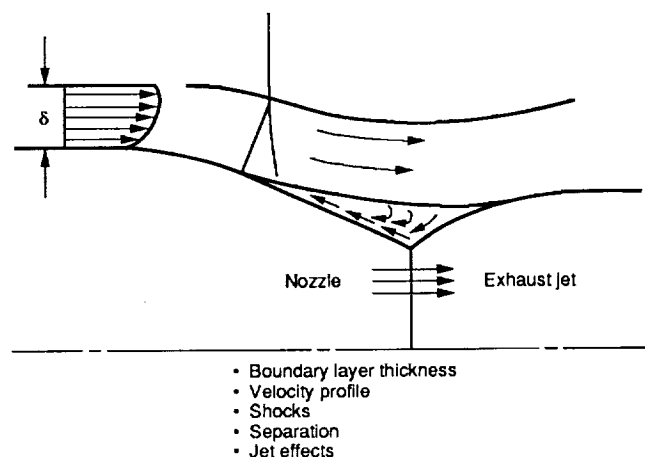 δ
Nozzle
Exhaust jet
• Boundary layer thickness
• Velocity profile
• Shocks
• Separation
• Jet effects